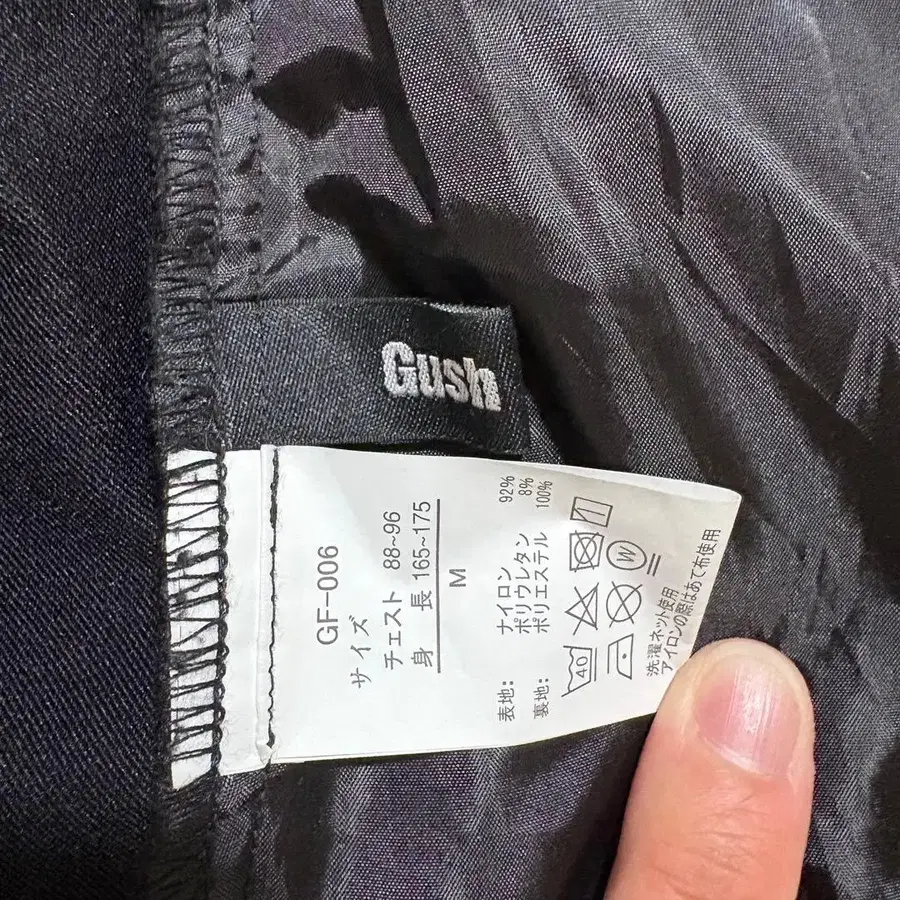 Gush
GF-006
サイズ
チェスト 88~96
身 長 165~175
M
表地: ナイロン 92%
ポリウレタン 8%
裏地: ポリエステル 100%
40
W
洗濯ネット使用
アイロンの際はあて布使用